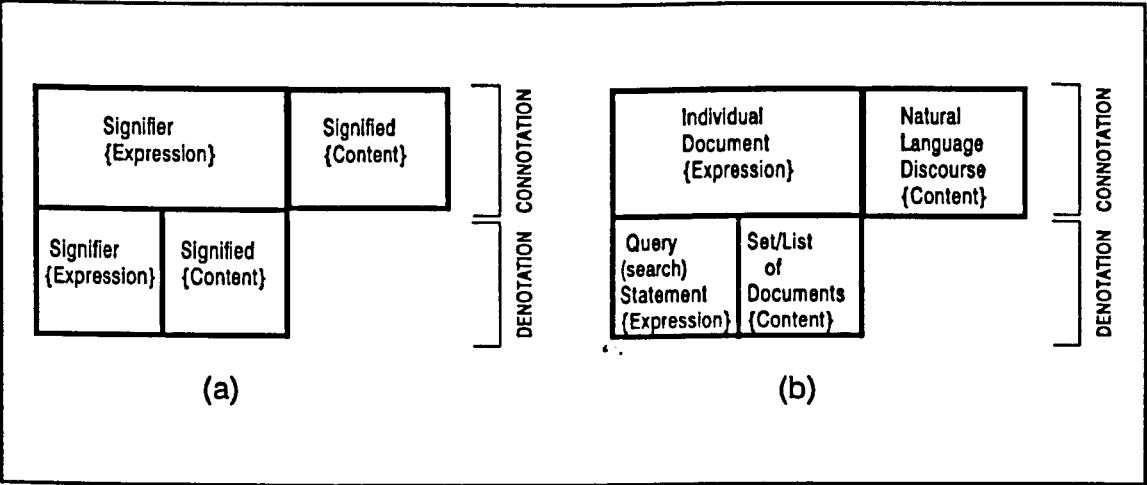 Signifier
{Expression}
Signified
{Content}
CONNOTATION
Signifier
{Expression}
Signified
{Content}
DENOTATION
(a)
Individual
Document
{Expression}
Natural
Language
Discourse
{Content}
CONNOTATION
Query
(search)
Statement
{Expression}
Set/List
of
Documents
{Content}
DENOTATION
(b)